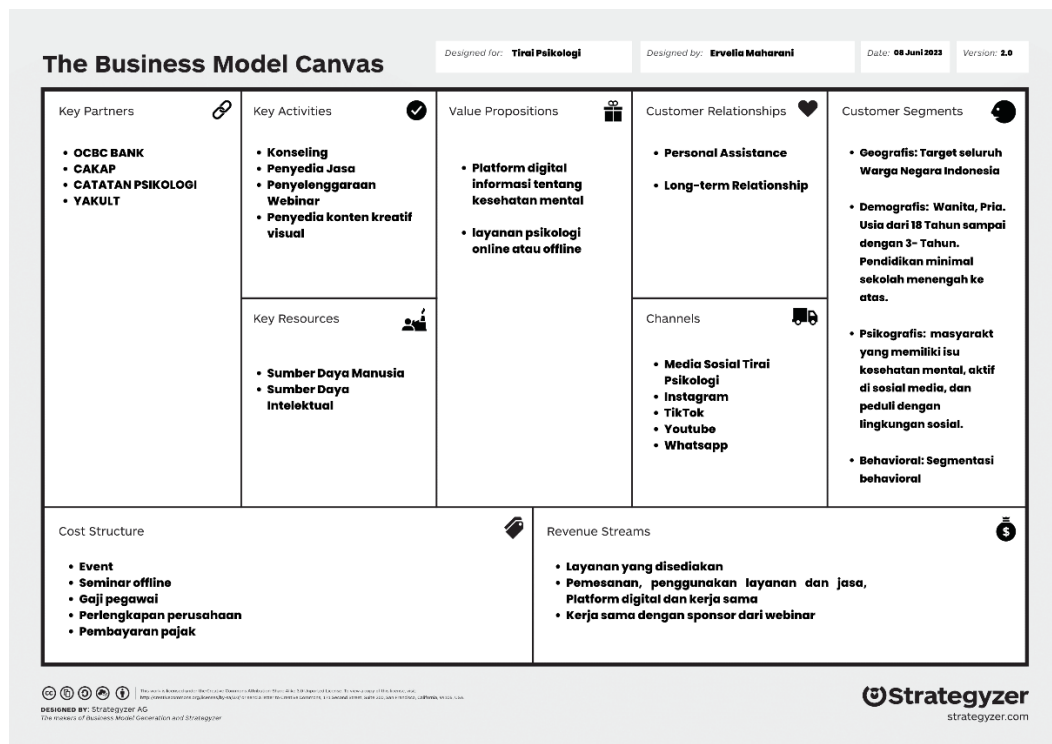 The Business Model Canvas
Designed for: Tirai Psikologi
Designed by: Ervelia Maharani
Date: 08 Juni 2023
Version: 2.0
Key Partners
• OCBC BANK
• CAKAP
• CATATAN PSIKOLOGI
• YAKULT
Key Activities
• Konseling
• Penyedia Jasa
• Penyelenggaraan
Webinar
• Penyedia konten kreatif
visual
Key Resources
• Sumber Daya Manusia
• Sumber Daya
Intelektual
Value Propositions
• Platform digital
informasi tentang
kesehatan mental
• layanan psikologi
online atau offline
Customer Relationships
• Personal Assistance
• Long-term Relationship
Channels
• Media Sosial Tirai
Psikologi
• Instagram
• TikTok
• Youtube
• Whatsapp
Customer Segments
• Geografis: Target seluruh
Warga Negara Indonesia
• Demografis: Wanita, Pria.
Usia dari 18 Tahun sampai
dengan 3- Tahun.
Pendidikan minimal
sekolah menengah ke
atas.
• Psikografis: masyarakt
yang memiliki isu
kesehatan mental, aktif
di sosial media, dan
peduli dengan
lingkungan sosial.
• Behavioral: Segmentasi
behavioral
Cost Structure
• Event
• Seminar offline
• Gaji pegawai
• Perlengkapan perusahaan
• Pembayaran pajak
Revenue Streams
• Layanan yang disediakan
• Pemesanan, penggunakan layanan dan jasa,
Platform digital dan kerja sama
• Kerja sama dengan sponsor dari webinar
DESIGNED BY: Strategyzer AG
The makers of Business Model Generation and Strategyzer
Strategyzer
strategyzer.com